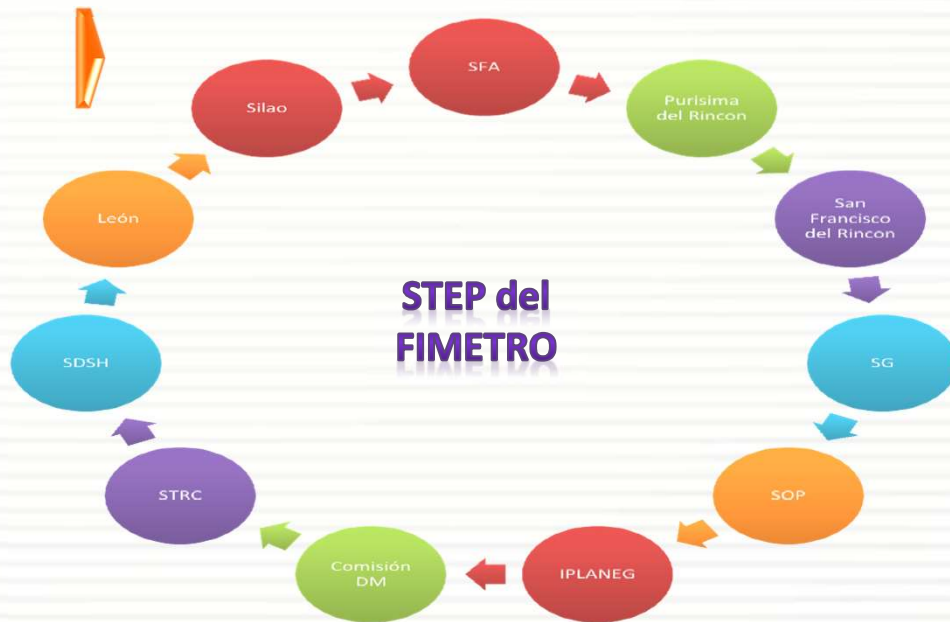 SFA
Purisima
del Rincon
San
Francisco
del Rincon
SG
SOP
IPLANEG
Comisión
DM
STRC
SDSH
León
Silao
STEP del
FIMETRO